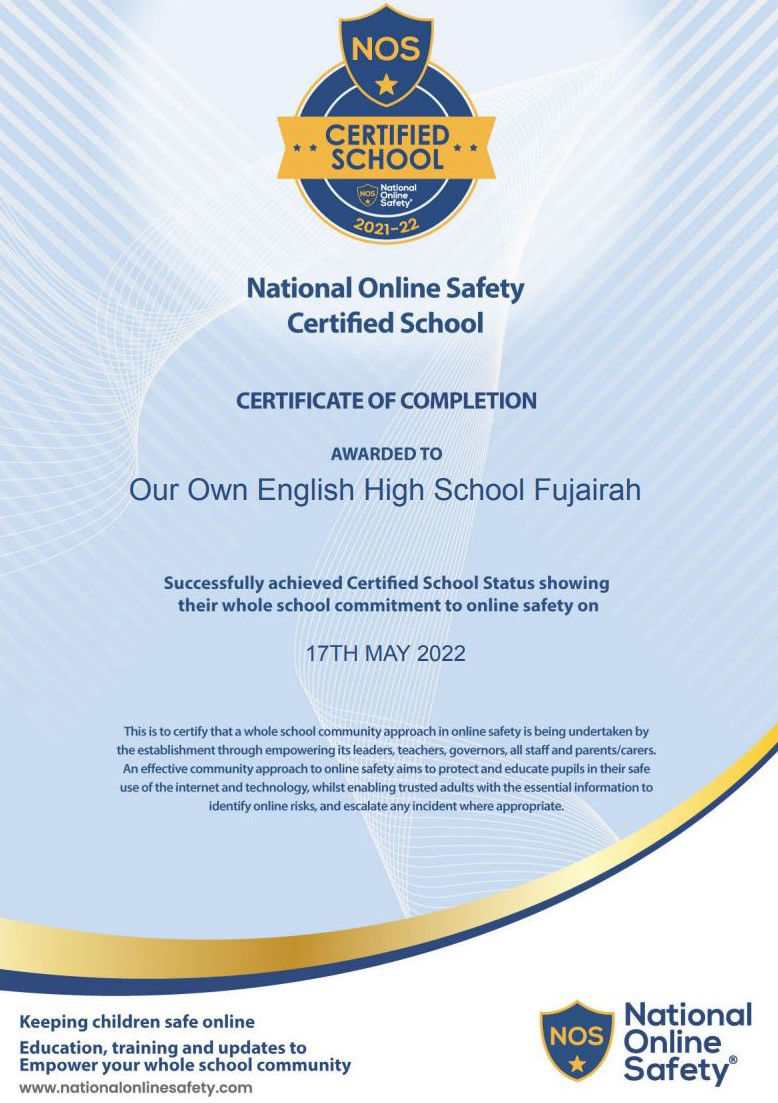 NOS
CERTIFIED
SCHOOL
NOS National
Online
Safety®
2021-22
National Online Safety
Certified School
CERTIFICATE OF COMPLETION
AWARDED TO
Our Own English High School Fujairah
Successfully achieved Certified School Status showing
their whole school commitment to online safety on
17TH MAY 2022
This is to certify that a whole school community approach in online safety is being undertaken by
the establishment through empowering its leaders, teachers, governors, all staff and parents/carers.
An effective community approach to online safety aims to protect and educate pupils in their safe
use of the internet and technology, whilst enabling trusted adults with the essential information to
identify online risks, and escalate any incident where appropriate.
Keeping children safe online
Education, training and updates to
Empower your whole school community
www.nationalonlinesafety.com
NOS
National
Online
Safety®